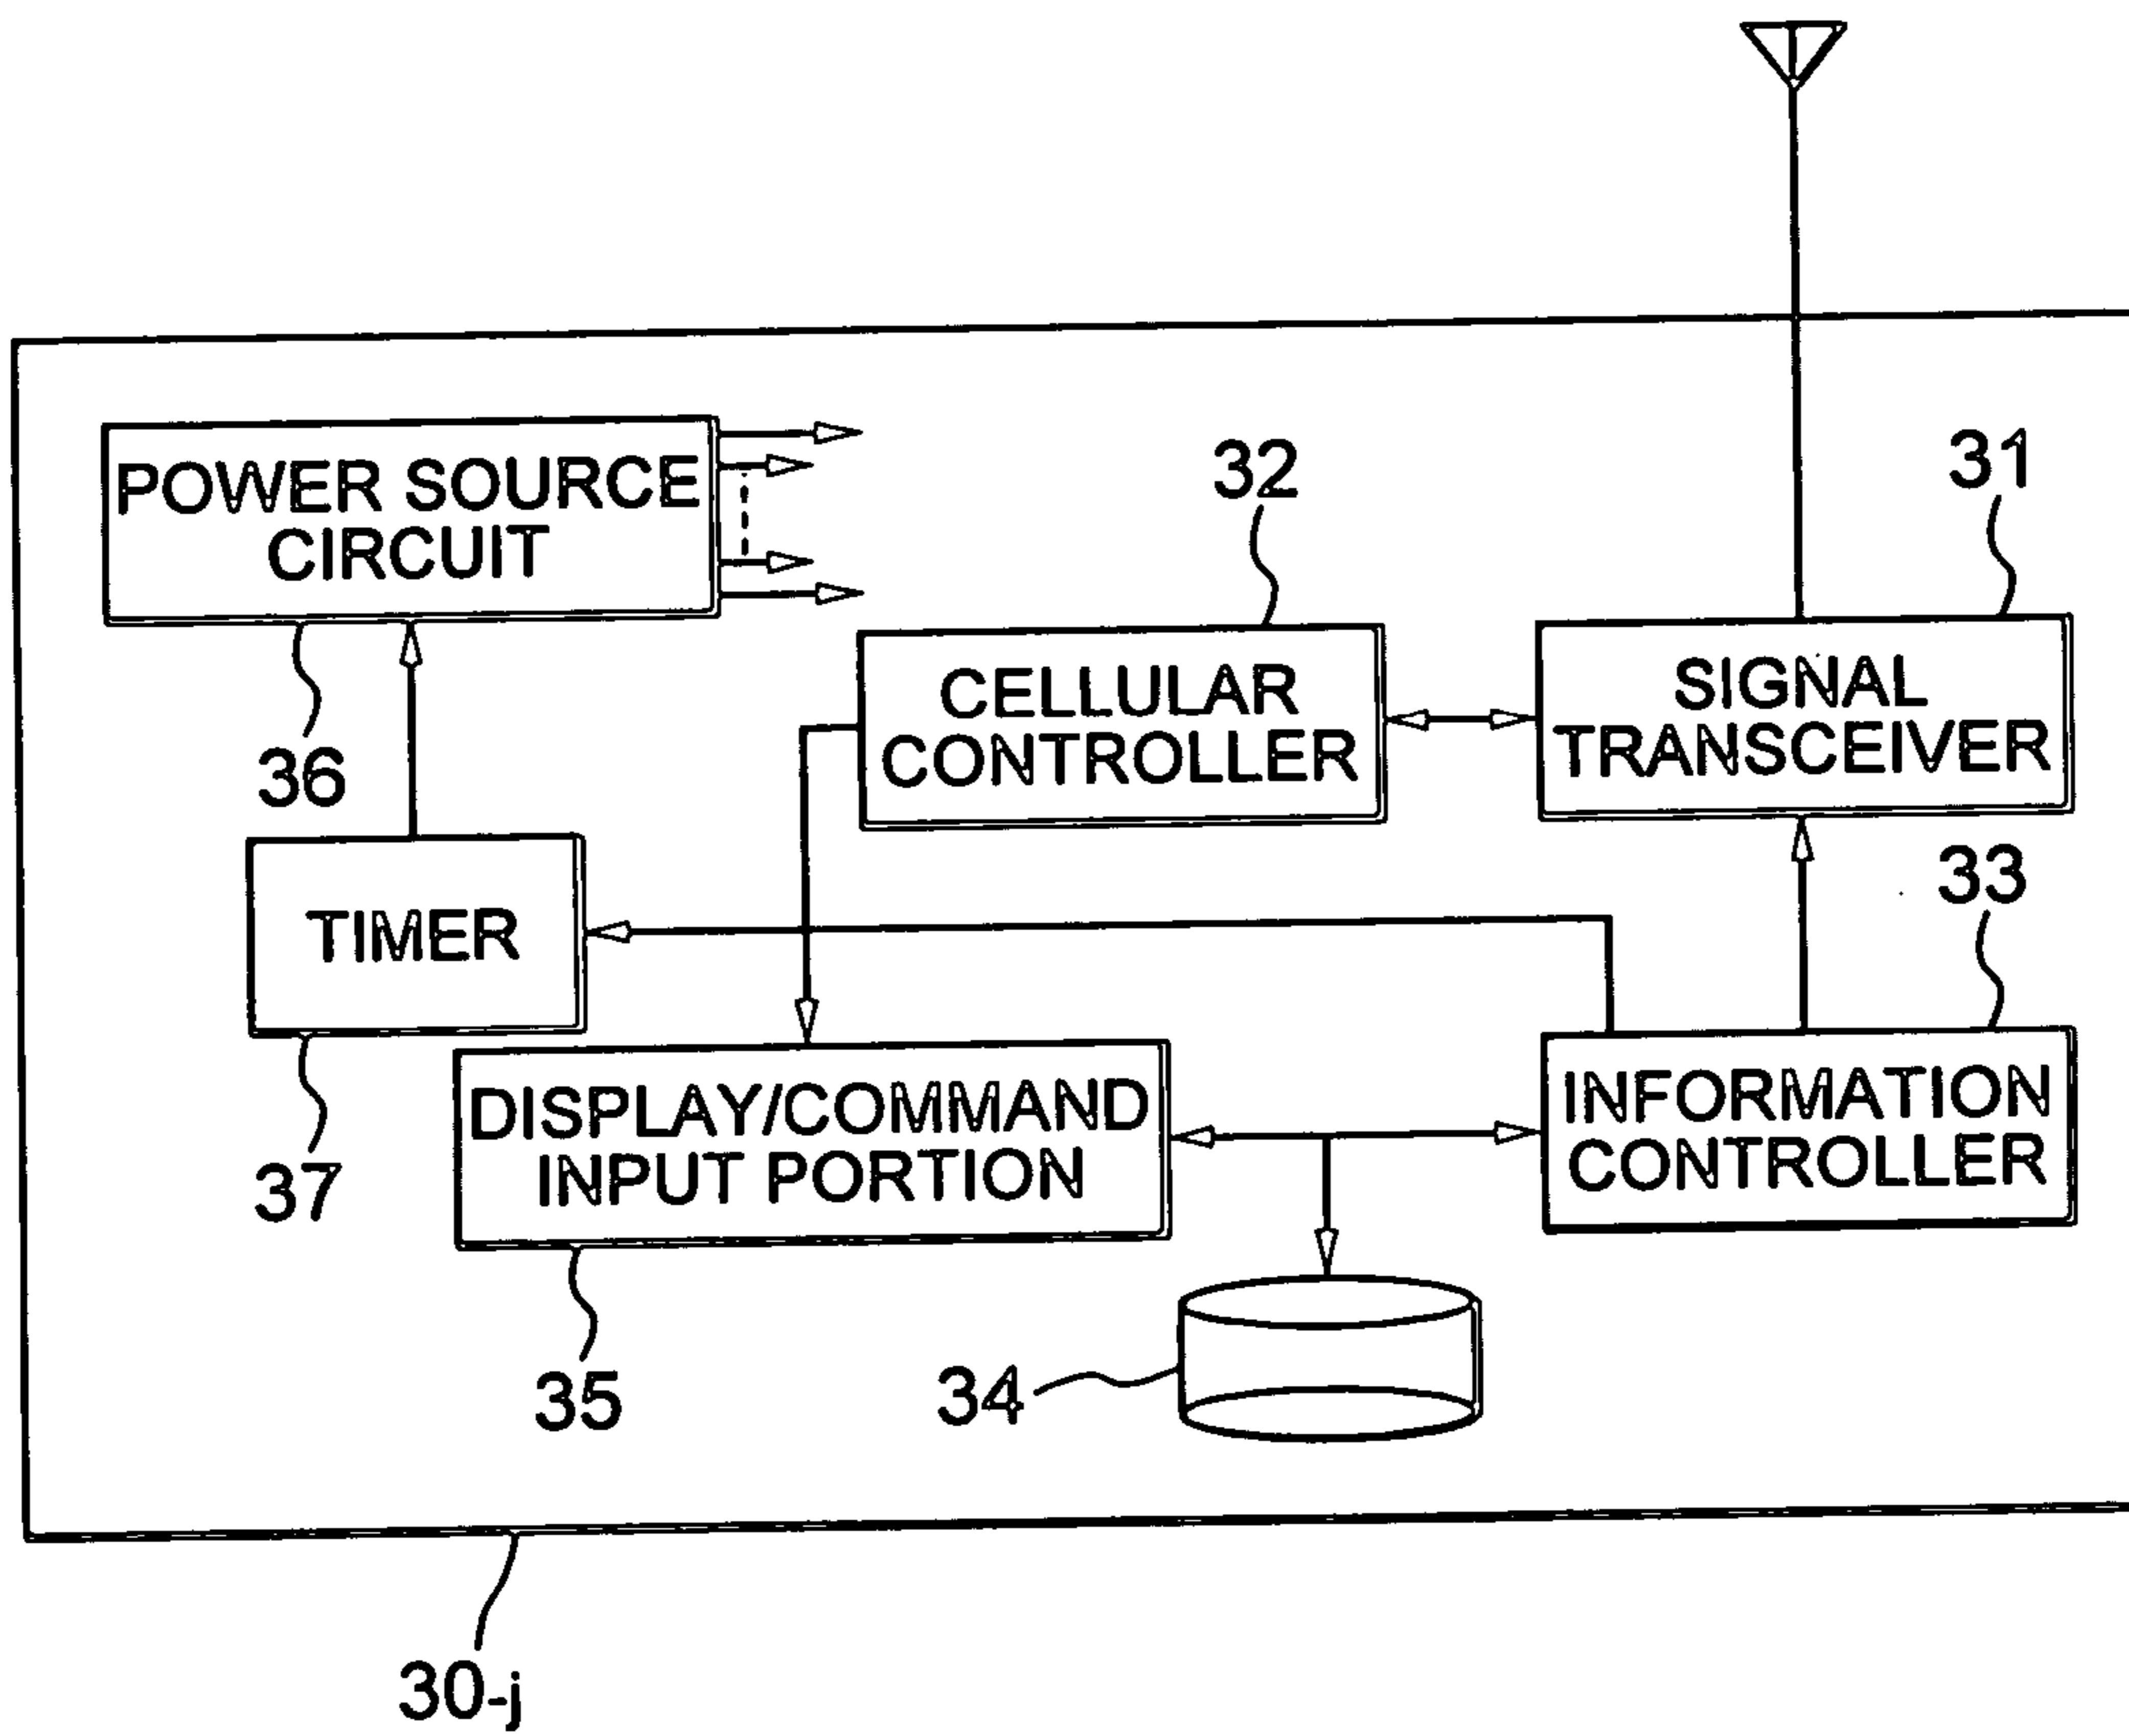 POWER SOURCE
CIRCUIT
32
31
CELLULAR
CONTROLLER
SIGNAL
TRANSCEIVER
36
33
TIMER
INFORMATION
CONTROLLER
DISPLAY/COMMAND
INPUT PORTION
37
35
34
30-j